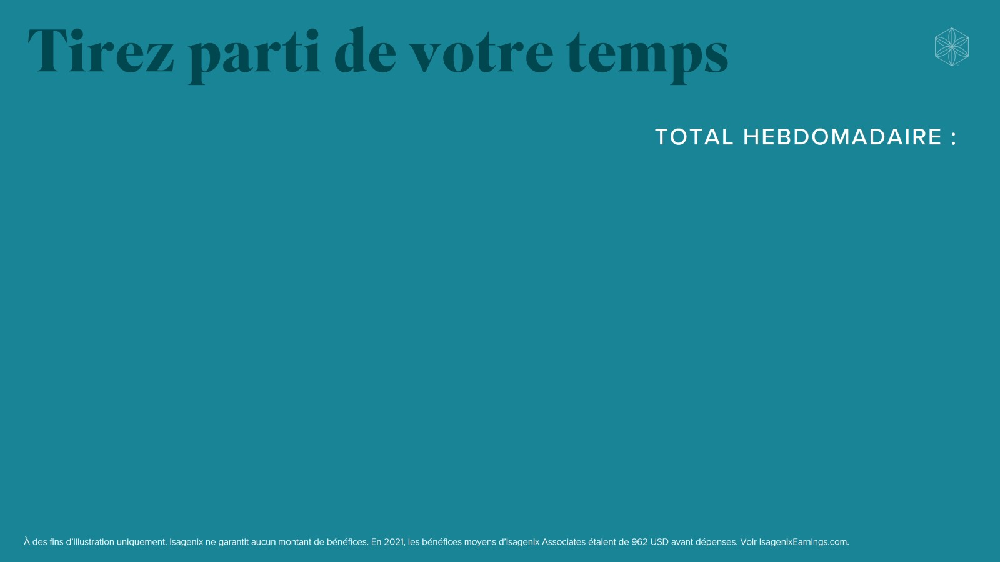 Tirez parti de votre temps
TOTAL HEBDOMADAIRE :
À des fins d'illustration uniquement. Isagenix ne garantit aucun montant de bénéfices. En 2021, les bénéfices moyens d'Isagenix Associates étaient de 962 USD avant dépenses. Voir IsagenixEarnings.com.